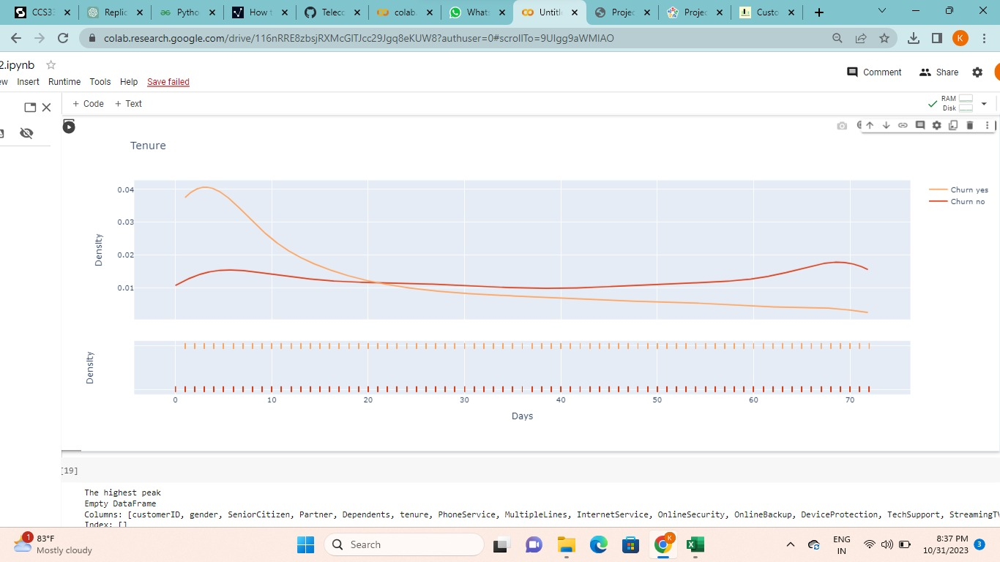 CCS33
Replic
Pytho
How t
Telecc
colab.
What:
Untitl
Projec
Projec
Custo
colab.research.google.com/drive/116nRRE8zbsjRXMcGITJcc29Jgq8eKUW8?authuser=0#scrollTo=9UIgg9aWMIAO
K
2.ipynb
Comment
Share
ew Insert Runtime Tools Help Save failed
+ Code + Text
RAM
Disk
Tenure
Churn yes
Churn no
Density
0.04
0.03
0.02
0.01
Density
0 10 20 30 40 50 60 70
Days
[19]
The highest peak
Empty DataFrame
Columns: [customerID, gender, SeniorCitizen, Partner, Dependents, tenure, PhoneService, MultipleLines, InternetService, OnlineSecurity, OnlineBackup, DeviceProtection, TechSupport, StreamingTV
Index: []
1
83°F
Mostly cloudy
Search
K
ENG
IN
8:37 PM
10/31/2023
3